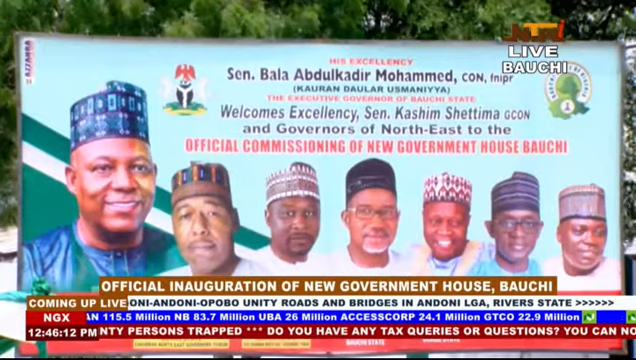 NTA
LIVE
BAUCHI
HIS EXCELLENCY
Sen. Bala Abdulkadir Mohammed, CON, fnipr
(KAURAN DAULAR USMANIYYA)
THE EXECUTIVE GOVERNOR OF BAUCHI STATE
Welcomes Excellency, Sen. Kashim Shettima GCON
and Governors of North-East to the
OFFICIAL COMMISSIONING OF NEW GOVERNMENT HOUSE BAUCHI
OFFICIAL INAUGURATION OF NEW GOVERNMENT HOUSE, BAUCHI
COMING UP LIVE ONI-ANDONI-OPOBO UNITY ROADS AND BRIDGES IN ANDONI LGA, RIVERS STATE >>>>>>
NGX AN 115.5 Million NB 83.7 Million UBA 26 Million ACCESSCORP 24.1 Million GTCO 22.9 Million
12:46:12 PM NTY PERSONS TRAPPED *** DO YOU HAVE ANY TAX QUERIES OR QUESTIONS? YOU CAN NO
BAUCHI STATE